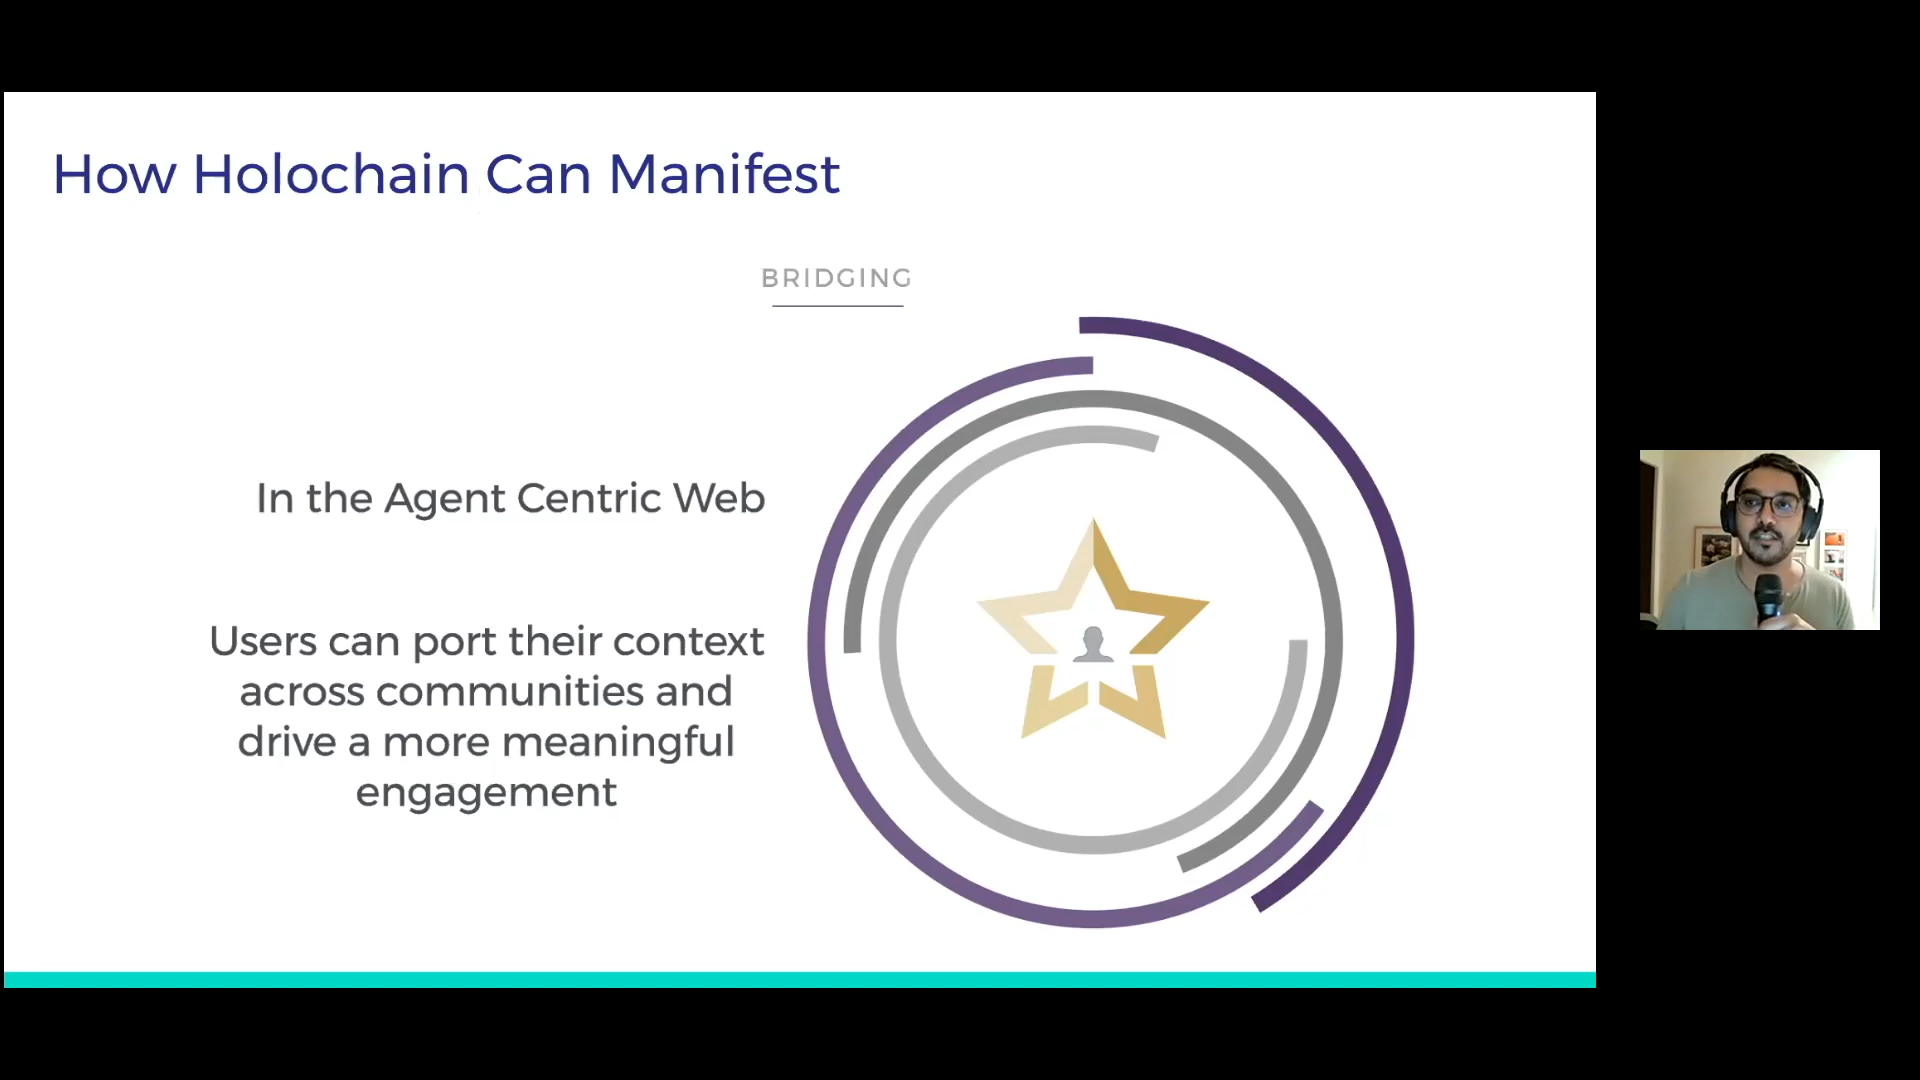 How Holochain Can Manifest
BRIDGING
In the Agent Centric Web
Users can port their context
across communities and
drive a more meaningful
engagement